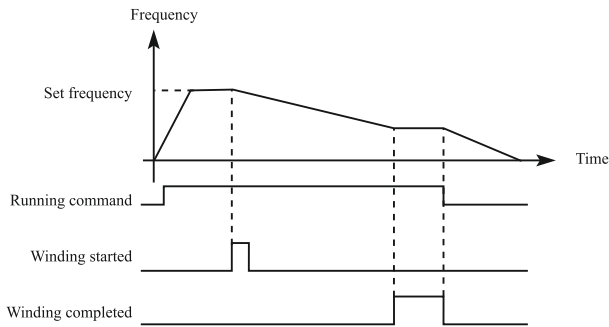 Frequency
Set frequency
Time
Running command
Winding started
Winding completed